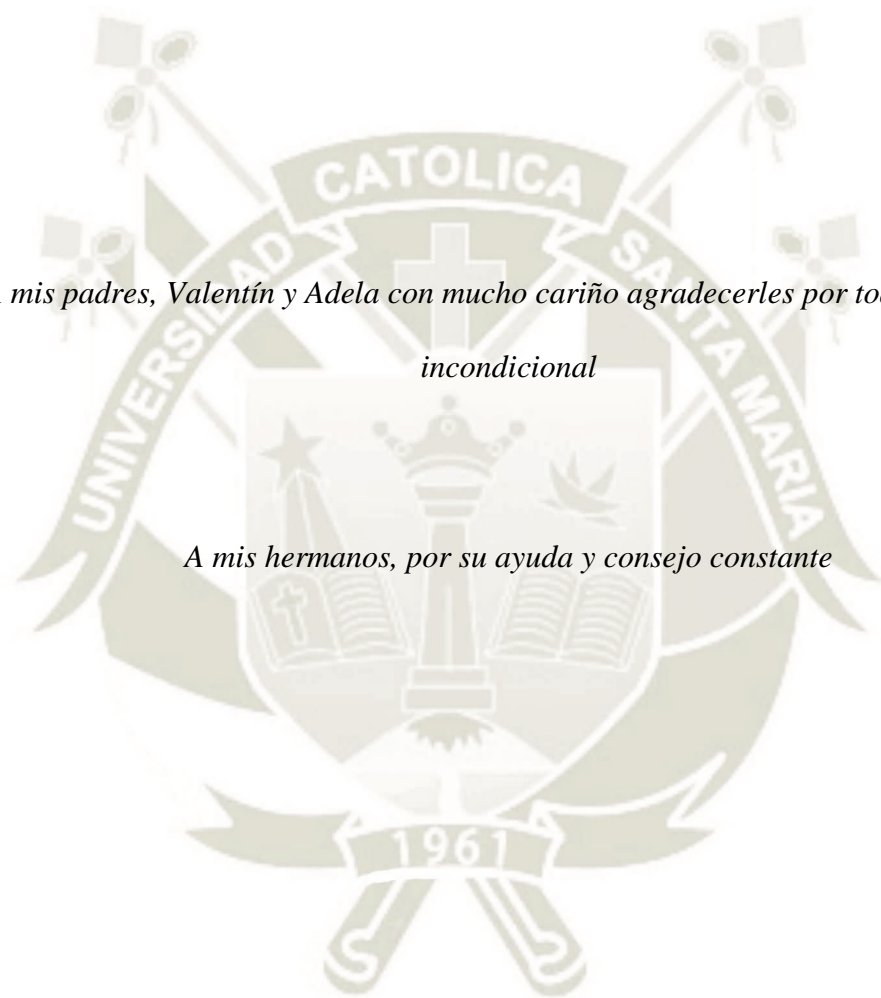 mis padres, Valentín y Adela con mucho cariño agradecerles por
incondicional
A mis hermanos, por su ayuda y consejo constante
UNIVERSIDAD CATOLICA SANTA MARIA
1961